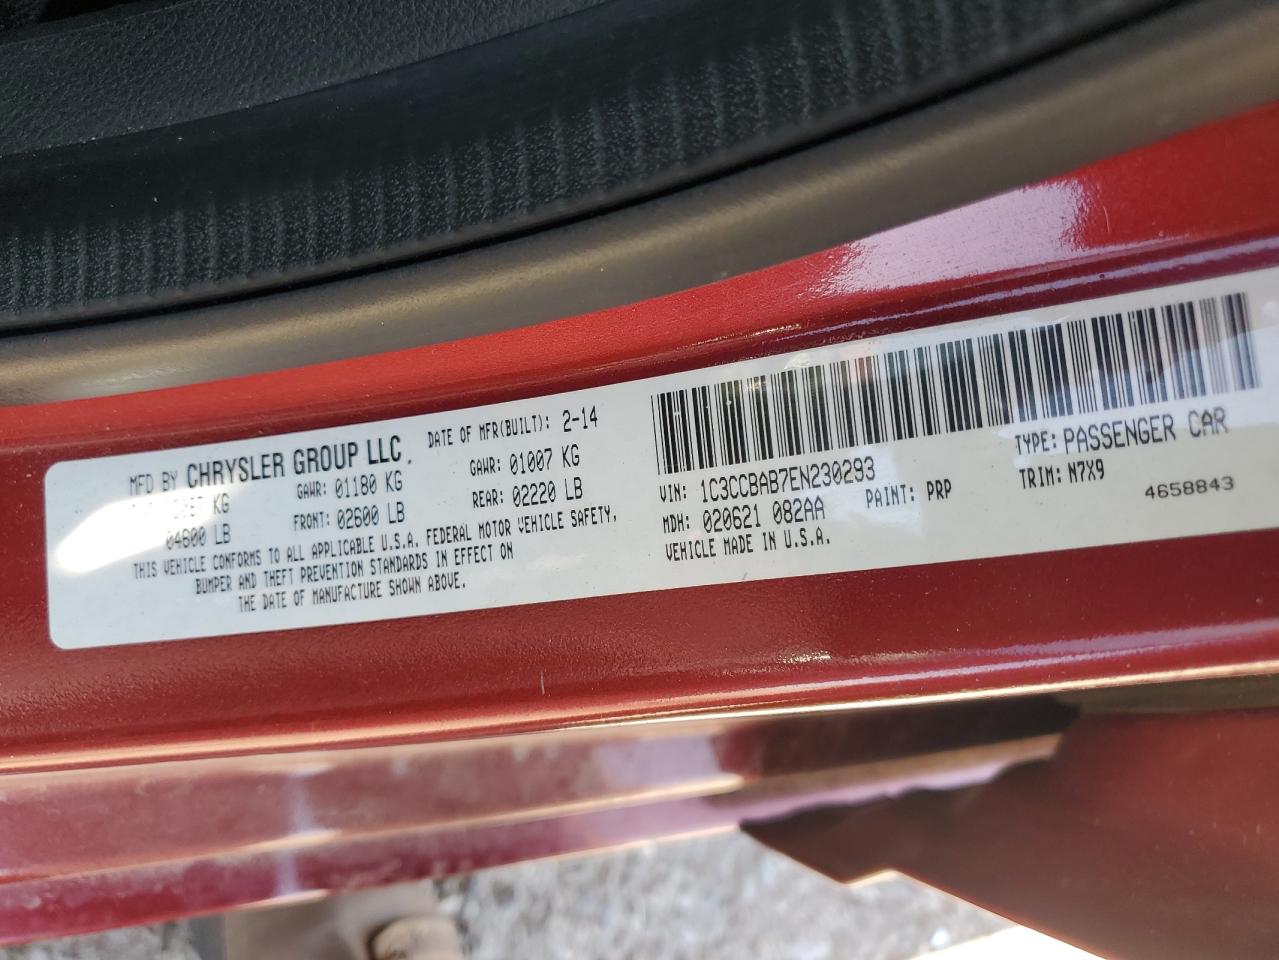 MFD BY CHRYSLER GROUP LLC.
DATE OF MFR(BUILT): 2-14
KG
GAWR: 01180 KG
GAWR: 01007 KG
04600 LB
FRONT: 02600 LB
REAR: 02220 LB
THIS VEHICLE CONFORMS TO ALL APPLICABLE U.S.A. FEDERAL MOTOR VEHICLE SAFETY,
BUMPER AND THEFT PREVENTION STANDARDS IN EFFECT ON
THE DATE OF MANUFACTURE SHOWN ABOVE.
VIN: 1C3CCBAB7EN230293
TYPE: PASSENGER CAR
MDH: 020621 082AA
PAINT: PRP
TRIM: N7X9
VEHICLE MADE IN U.S.A.
4658843